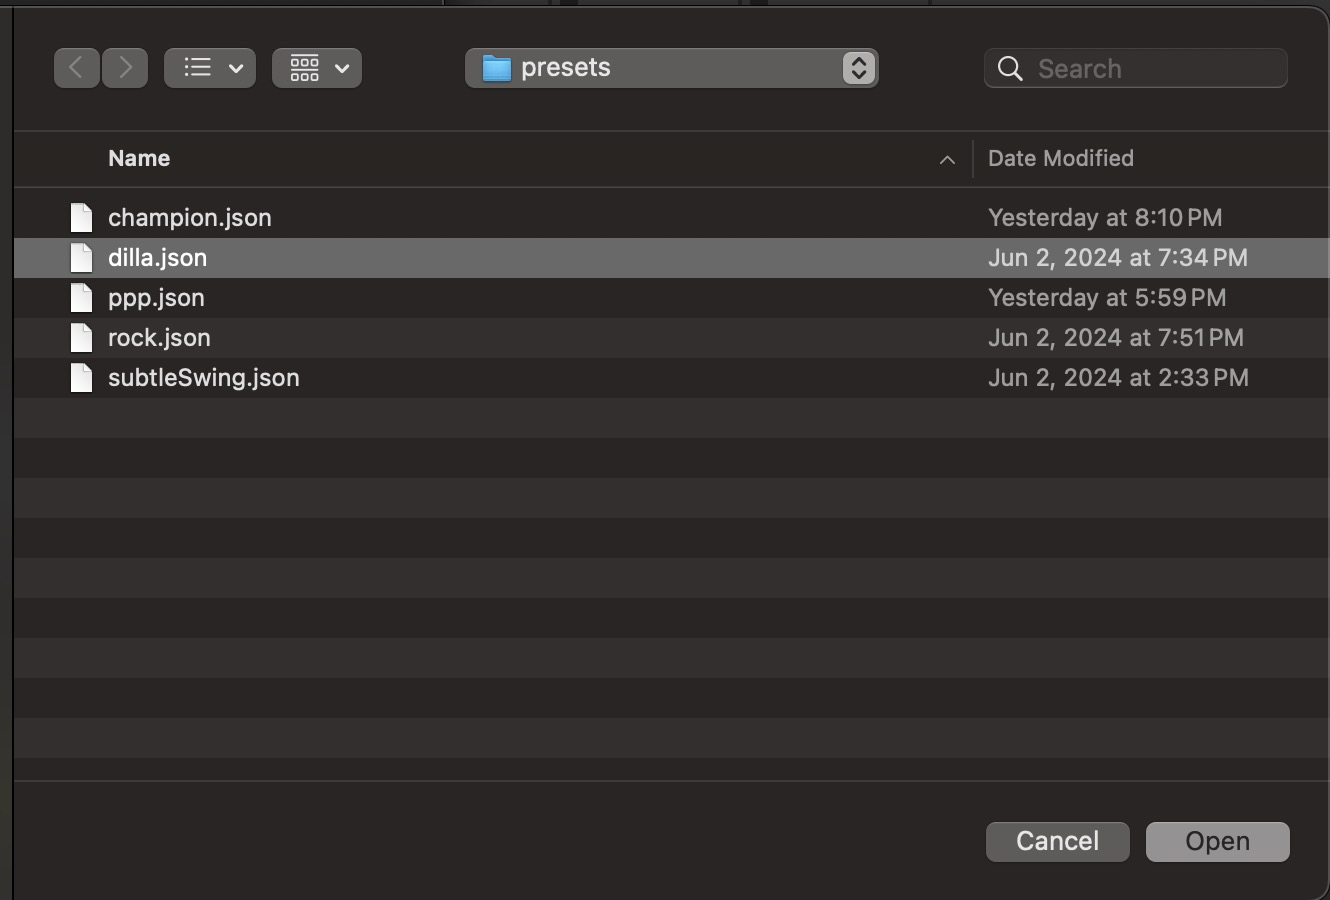 presets
Search
Name
Date Modified
champion.json
Yesterday at 8:10 PM
dilla.json
Jun 2, 2024 at 7:34 PM
ppp.json
Yesterday at 5:59 PM
rock.json
Jun 2, 2024 at 7:51 PM
subtleSwing.json
Jun 2, 2024 at 2:33 PM
Cancel
Open